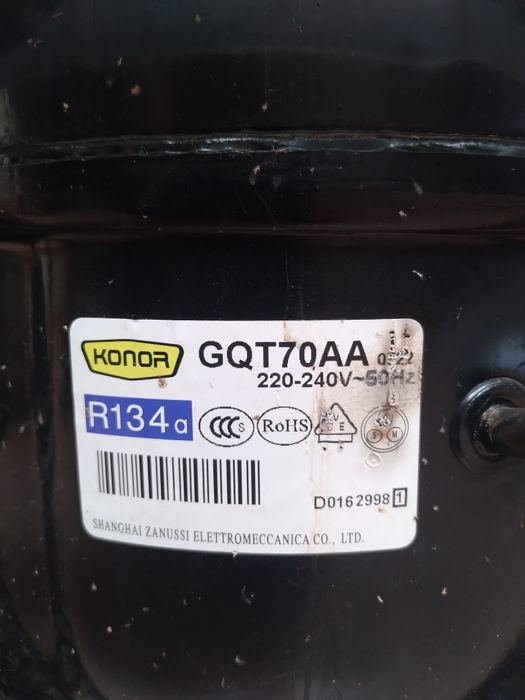 KONOR
GQT70AA
220-240V~50Hz
R134a
CCC S
RoHS
S M
D0162998 1
SHANGHAI ZANUSSI ELETTROMECCANICA CO., LTD.